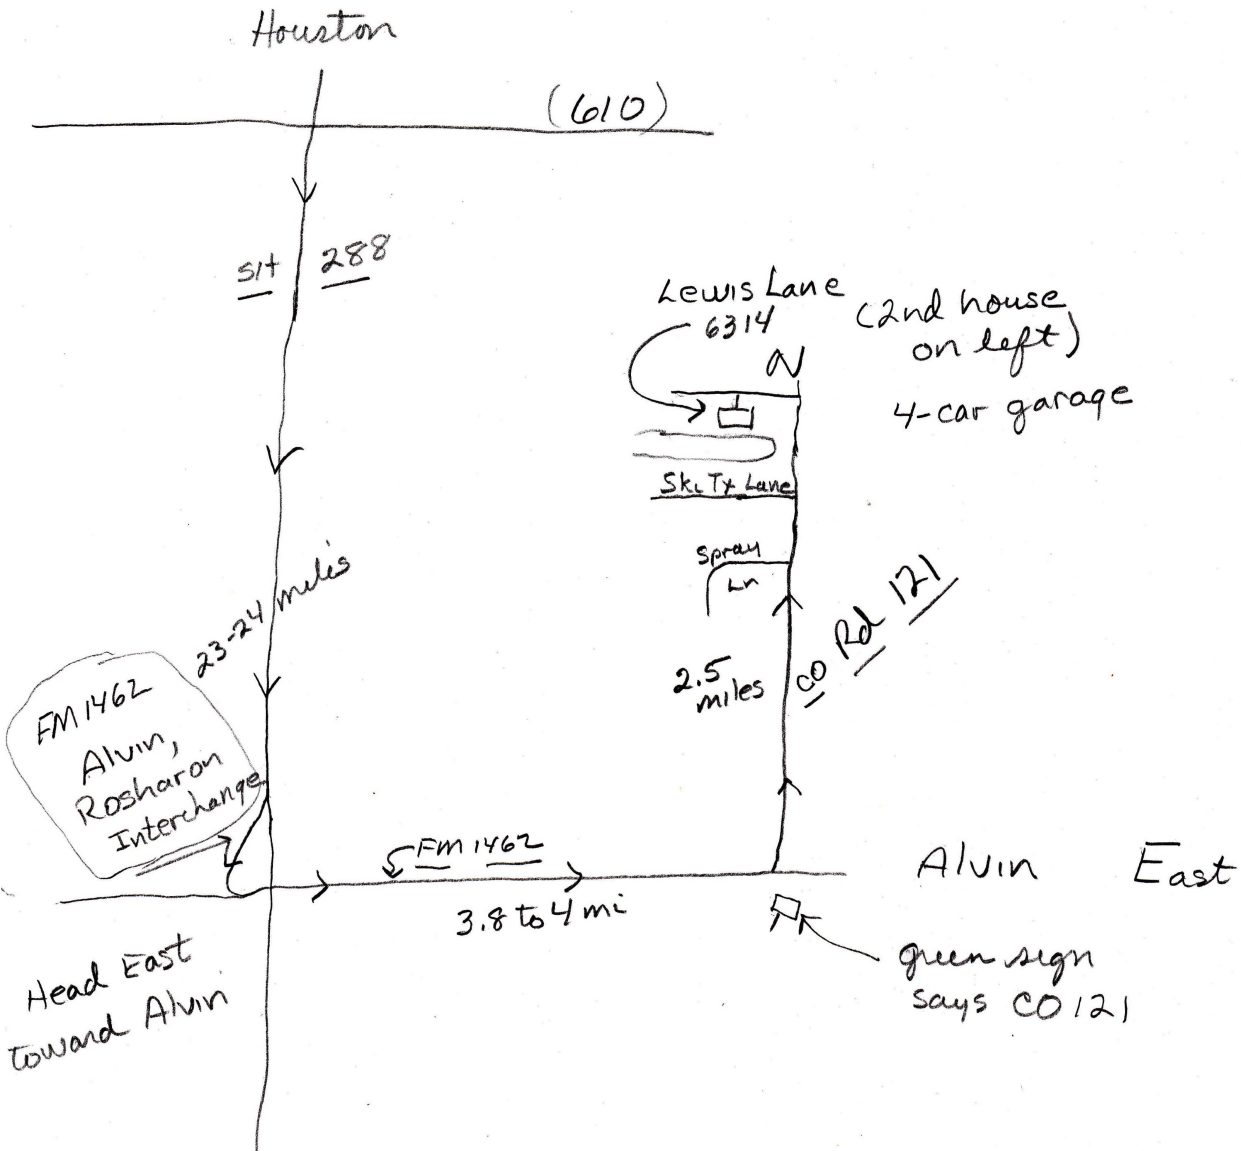 Houston
(610)
SH 288
Lewis Lane
6314
(2nd house
on left)
4-car garage
N
Ski Tx Lane
Spray
Ln
CO Rd 121
2.5
miles
23-24 miles
FM 1462
Alvin,
Rosharon
Interchange
FM 1462
3.8 to 4 mi
Alvin East
Head East
toward Alvin
green sign
says CO 121